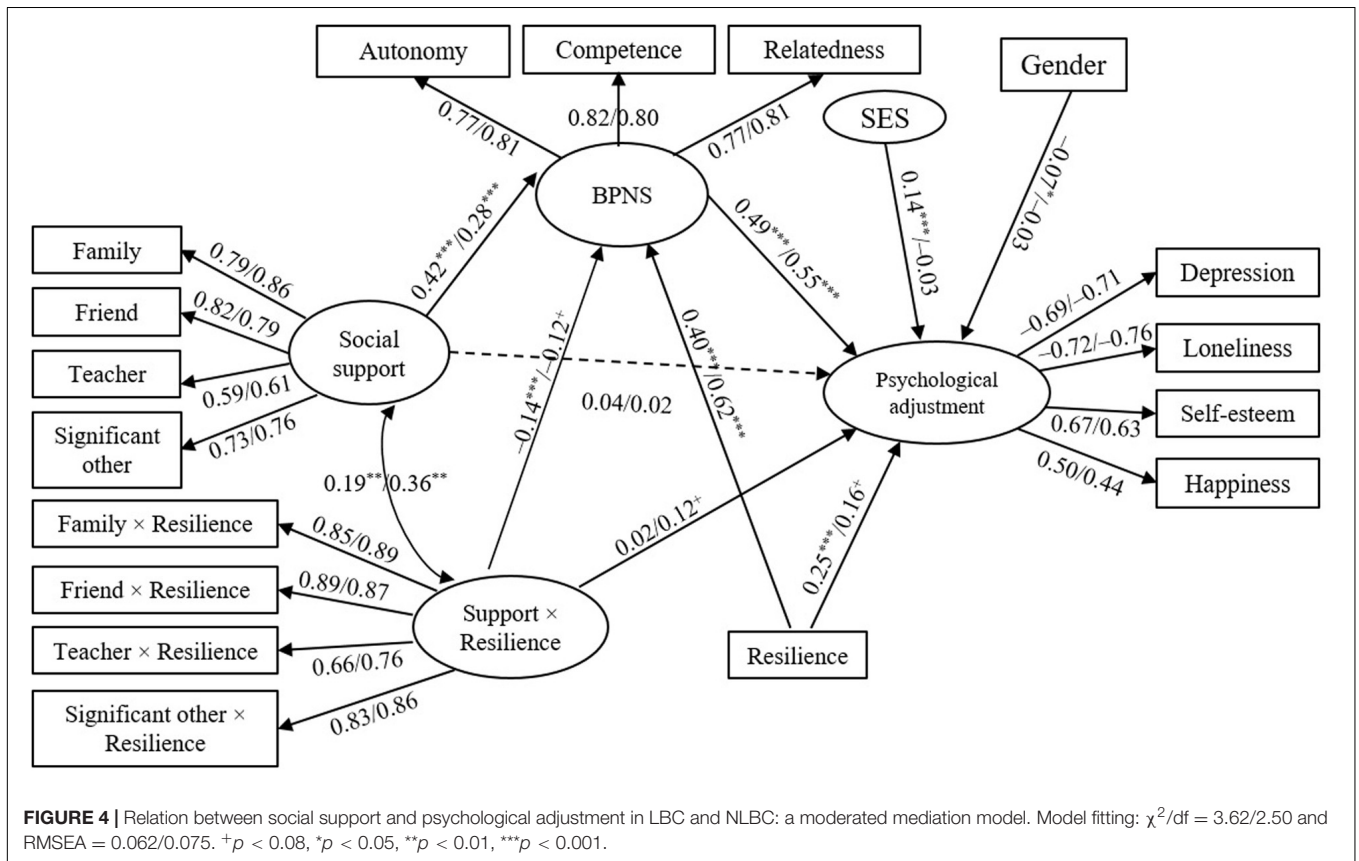 Autonomy
Competence
Relatedness
Gender
SES
0.77/0.81
0.82/0.80
0.77/0.81
BPNS
0.14***/–0.03
–0.07*/–0.03
0.42***/0.28***
0.49***/0.55***
Family
Friend
Teacher
Significant
other
0.79/0.86
0.82/0.79
0.59/0.61
0.73/0.76
Social
support
–0.14***/–0.12+
0.40***/0.62***
0.04/0.02
Psychological
adjustment
–0.69/–0.71
–0.72/–0.76
0.67/0.63
0.50/0.44
Depression
Loneliness
Self-esteem
Happiness
0.19**/0.36**
0.02/0.12+
0.25***/0.16+
Family × Resilience
Friend × Resilience
Teacher × Resilience
Significant other ×
Resilience
0.85/0.89
0.89/0.87
0.66/0.76
0.83/0.86
Support ×
Resilience
Resilience
FIGURE 4 | Relation between social support and psychological adjustment in LBC and NLBC: a moderated mediation model. Model fitting: χ²/df = 3.62/2.50 and
RMSEA = 0.062/0.075. +p < 0.08, *p < 0.05, **p < 0.01, ***p < 0.001.